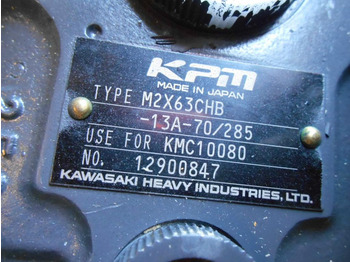 KPM
MADE IN JAPAN
TYPE M2X63CHB
-13A-70/285
USE FOR KMC10080
NO. 12900847
KAWASAKI HEAVY INDUSTRIES, LTD.